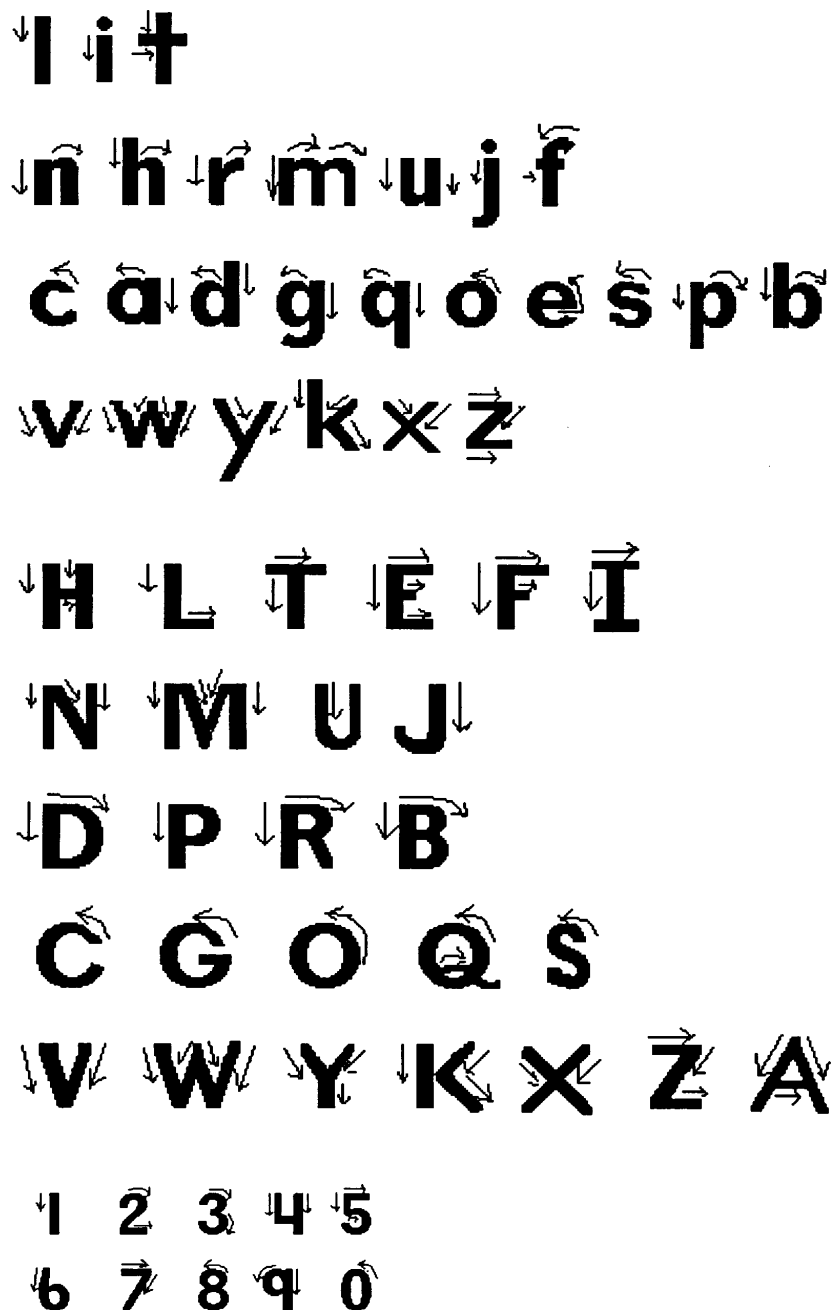 l i t
n h r m u j f
c a d g q o e s p b
v w y k x z
H L T E F I
N M U J
D P R B
C G O Q S
V W Y K X Z A
1 2 3 4 5
6 7 8 9 0